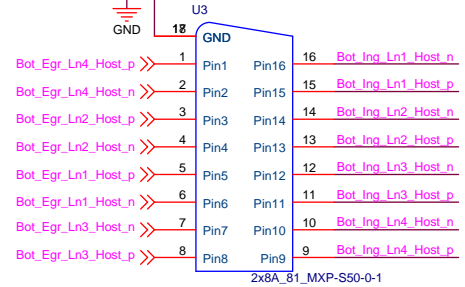 U3
GND
17 18 GND
Bot_Egr_Ln4_Host_p 1 Pin1 Pin16 16 Bot_Ing_Ln1_Host_n
Bot_Egr_Ln4_Host_n 2 Pin2 Pin15 15 Bot_Ing_Ln1_Host_p
Bot_Egr_Ln2_Host_p 3 Pin3 Pin14 14 Bot_Ing_Ln2_Host_n
Bot_Egr_Ln2_Host_n 4 Pin4 Pin13 13 Bot_Ing_Ln2_Host_p
Bot_Egr_Ln1_Host_p 5 Pin5 Pin12 12 Bot_Ing_Ln3_Host_n
Bot_Egr_Ln1_Host_n 6 Pin6 Pin11 11 Bot_Ing_Ln3_Host_p
Bot_Egr_Ln3_Host_n 7 Pin7 Pin10 10 Bot_Ing_Ln4_Host_n
Bot_Egr_Ln3_Host_p 8 Pin8 Pin9 9 Bot_Ing_Ln4_Host_p
2x8A_81_MXP-S50-0-1